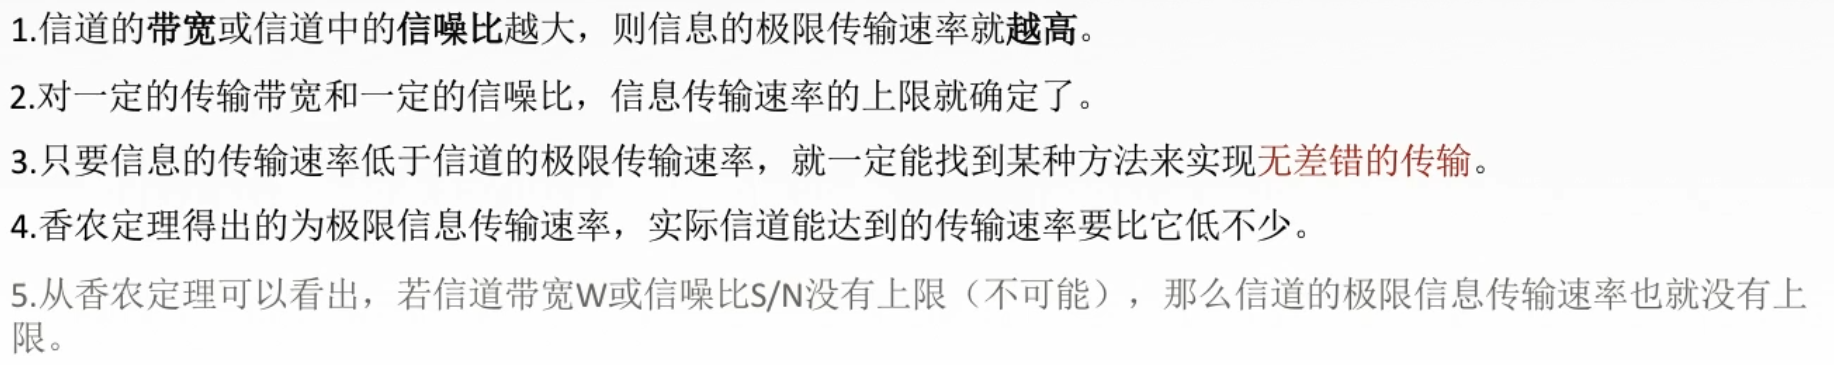 1.信道的带宽或信道中的信噪比越大，则信息的极限传输速率就越高。
2.对一定的传输带宽和一定的信噪比，信息传输速率的上限就确定了。
3.只要信息的传输速率低于信道的极限传输速率，就一定能找到某种方法来实现无差错的传输。
4.香农定理得出的为极限信息传输速率，实际信道能达到的传输速率要比它低不少。
5.从香农定理可以看出，若信道带宽W或信噪比S/N没有上限（不可能），那么信道的极限信息传输速率也就没有上
限。